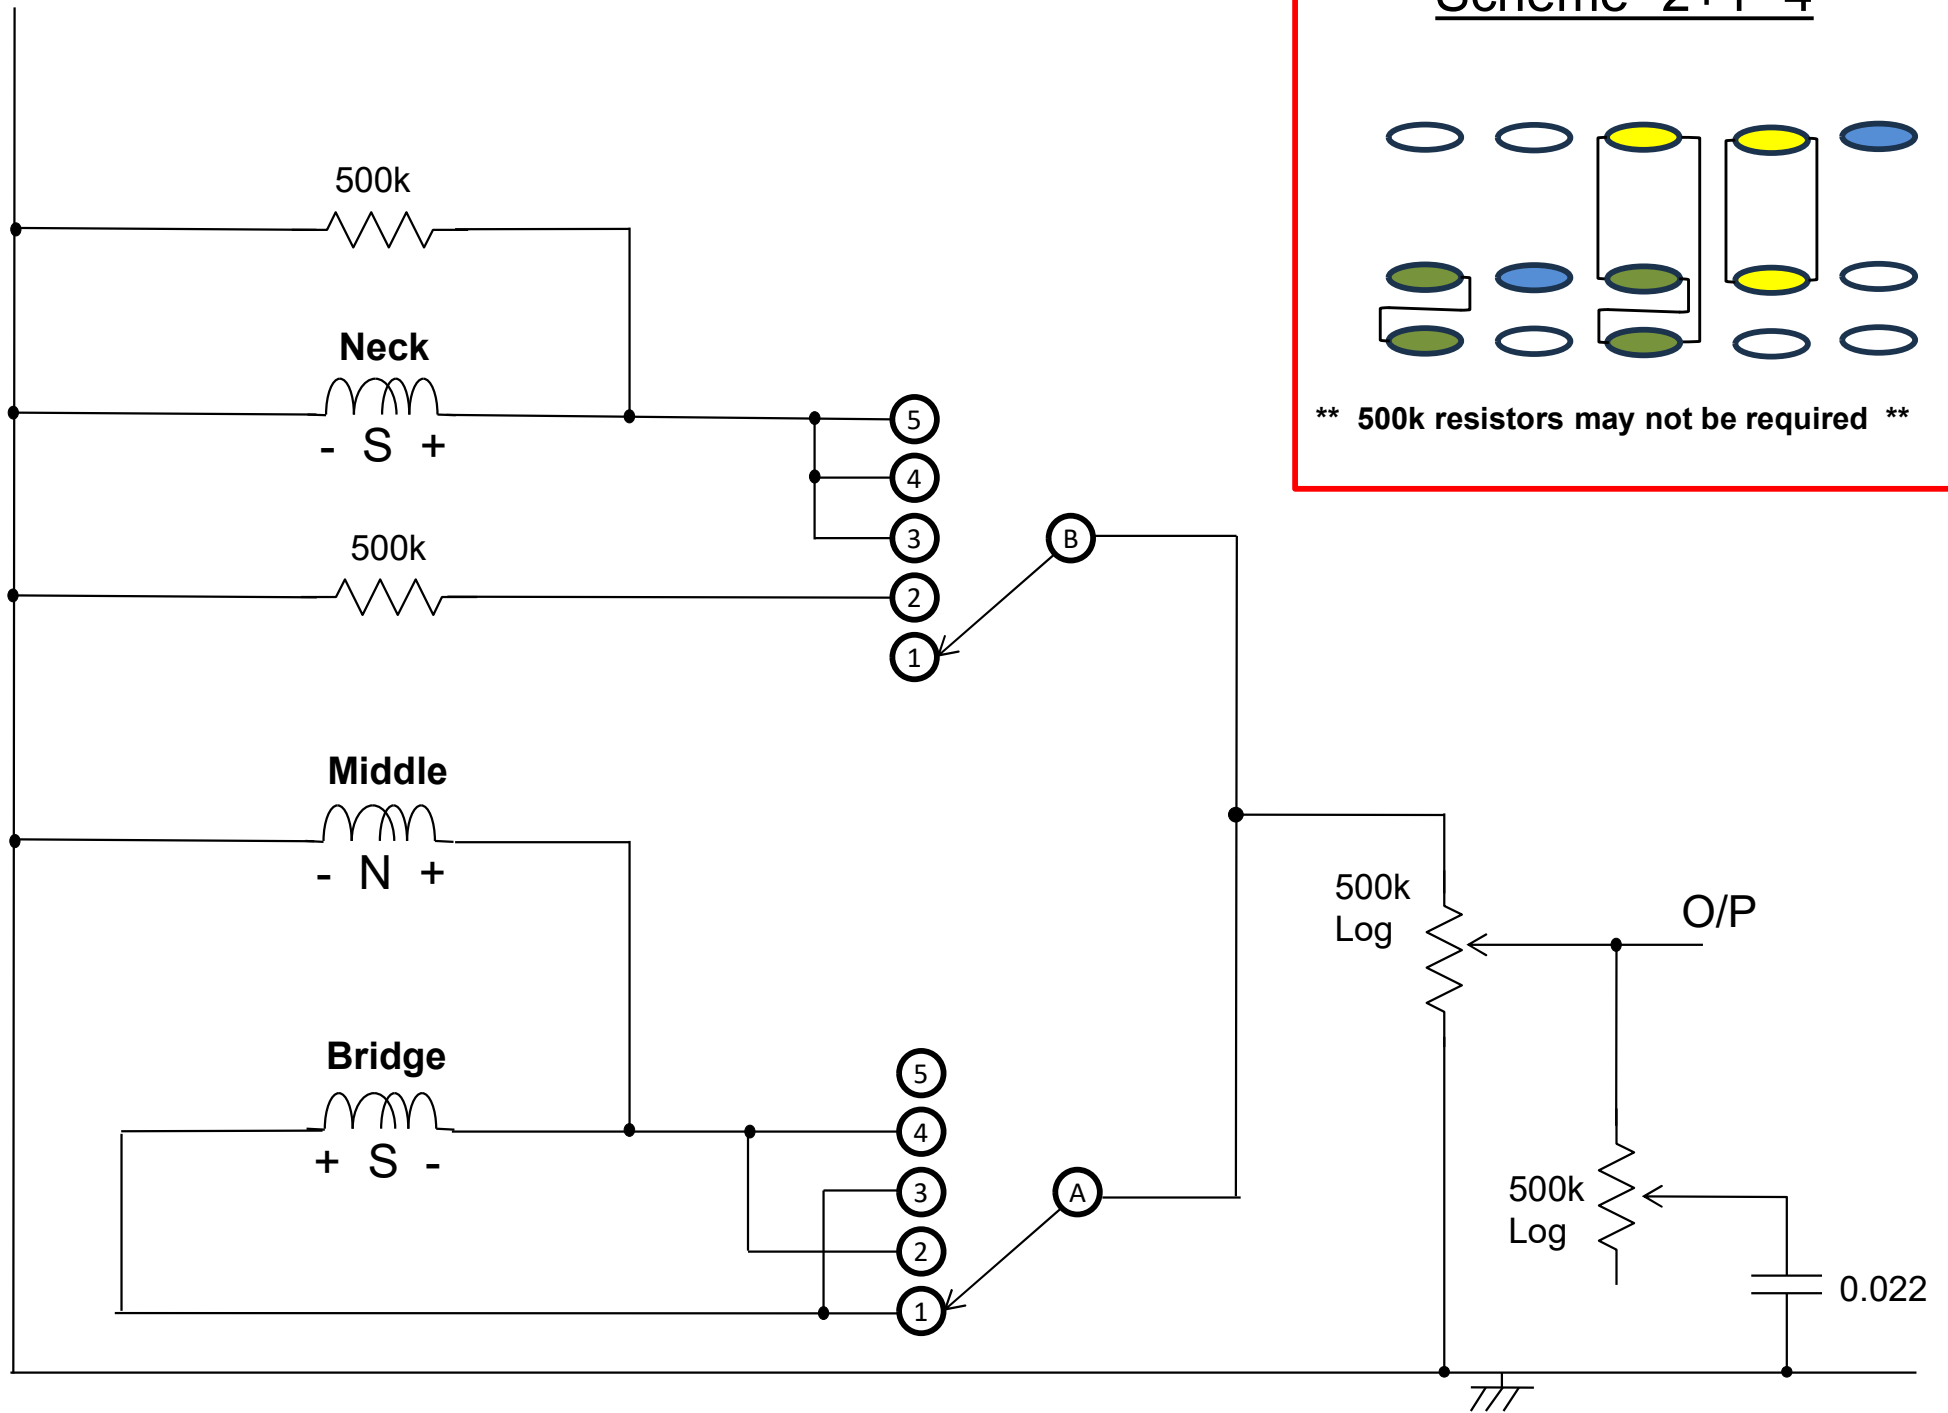 Scheme 2+1 4
500k
Neck
- S +
5
4
** 500k resistors may not be required **
3
B
500k
2
1
Middle
- N +
500k
Log
O/P
Bridge
5
4
+ S -
3
A
500k
Log
2
1
0.022